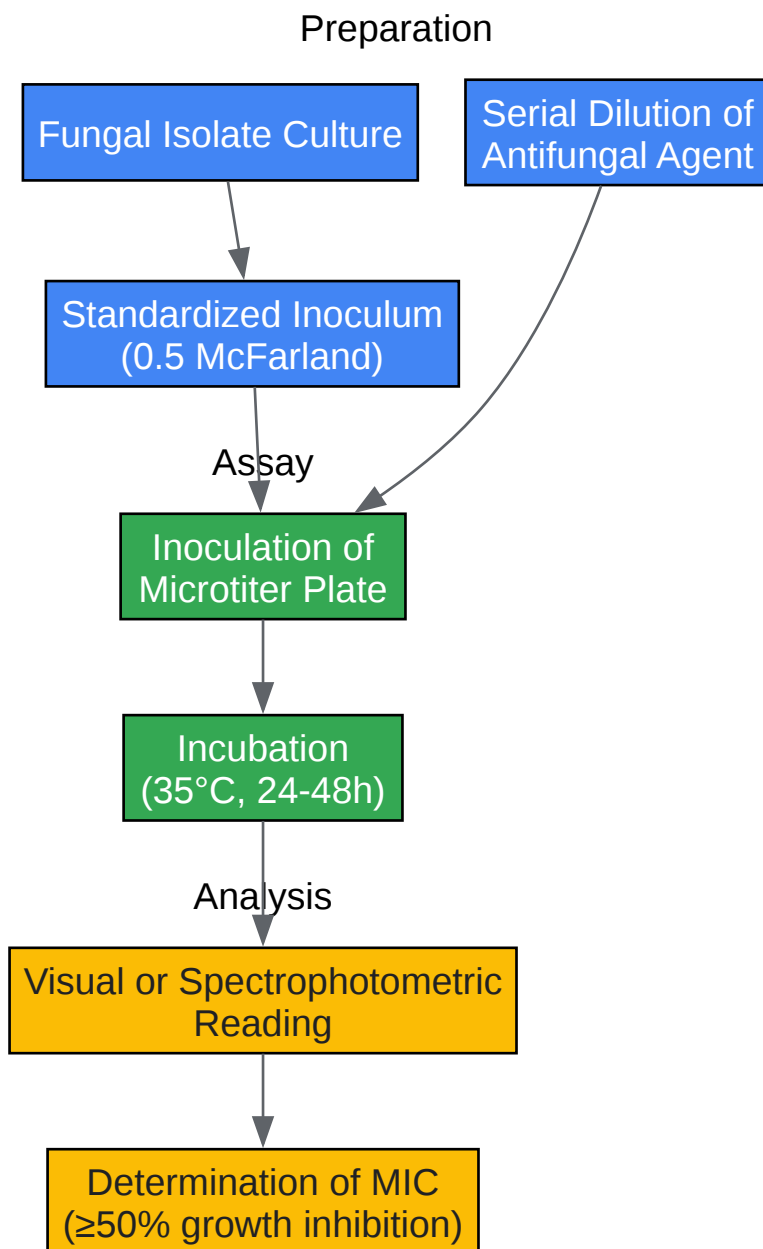 Preparation
Fungal Isolate Culture
Serial Dilution of
Antifungal Agent
Standardized Inoculum
(0.5 McFarland)
Assay
Inoculation of
Microtiter Plate
Incubation
(35°C, 24-48h)
Analysis
Visual or Spectrophotometric
Reading
Determination of MIC
(≥50% growth inhibition)